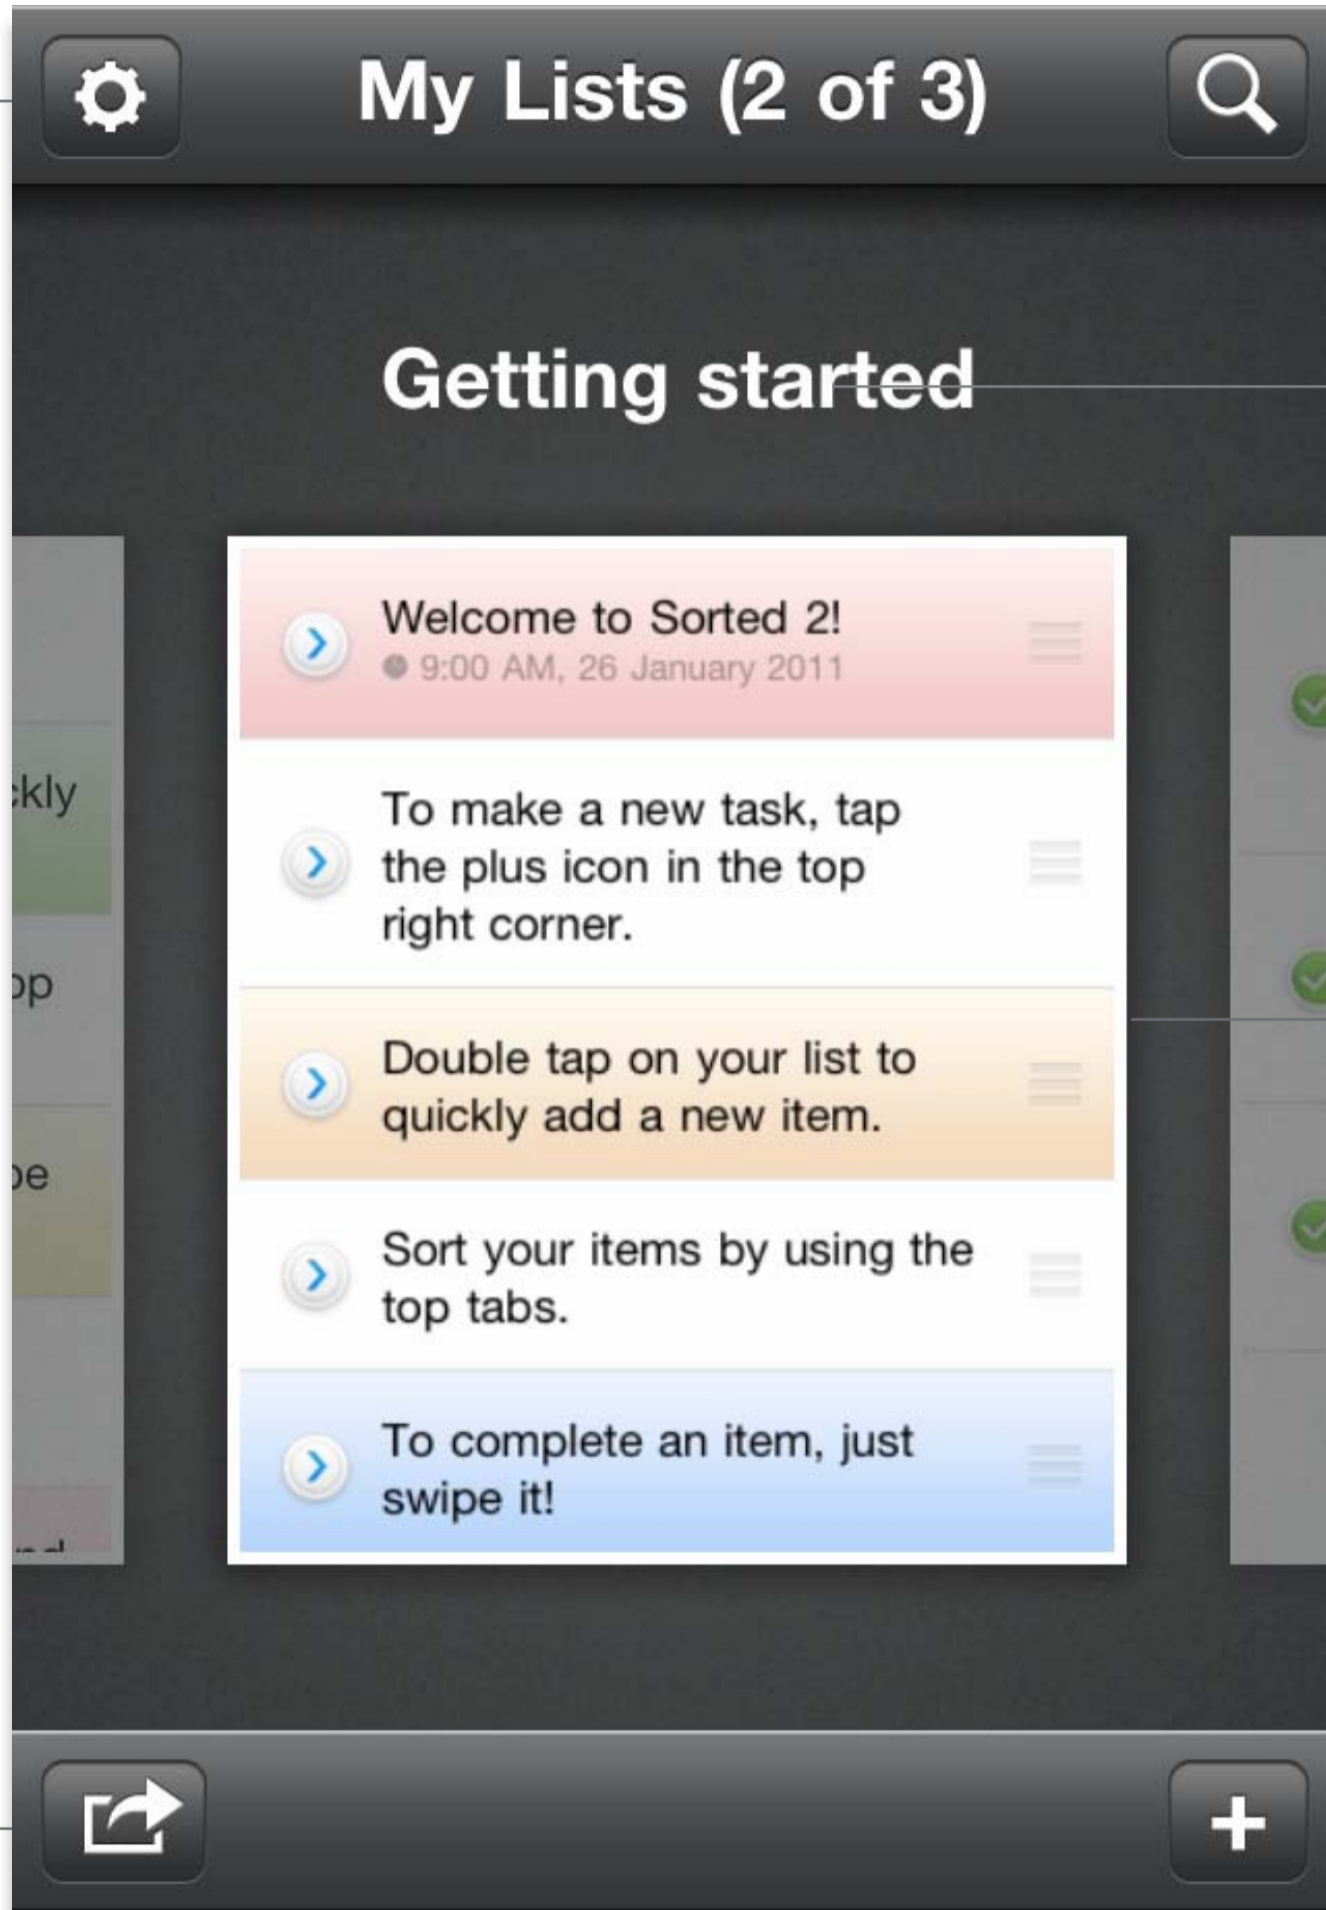 My Lists (2 of 3)
Getting started
Welcome to Sorted 2!
9:00 AM, 26 January 2011
To make a new task, tap
the plus icon in the top
right corner.
Double tap on your list to
quickly add a new item.
Sort your items by using the
top tabs.
To complete an item, just
swipe it!
ckly
op